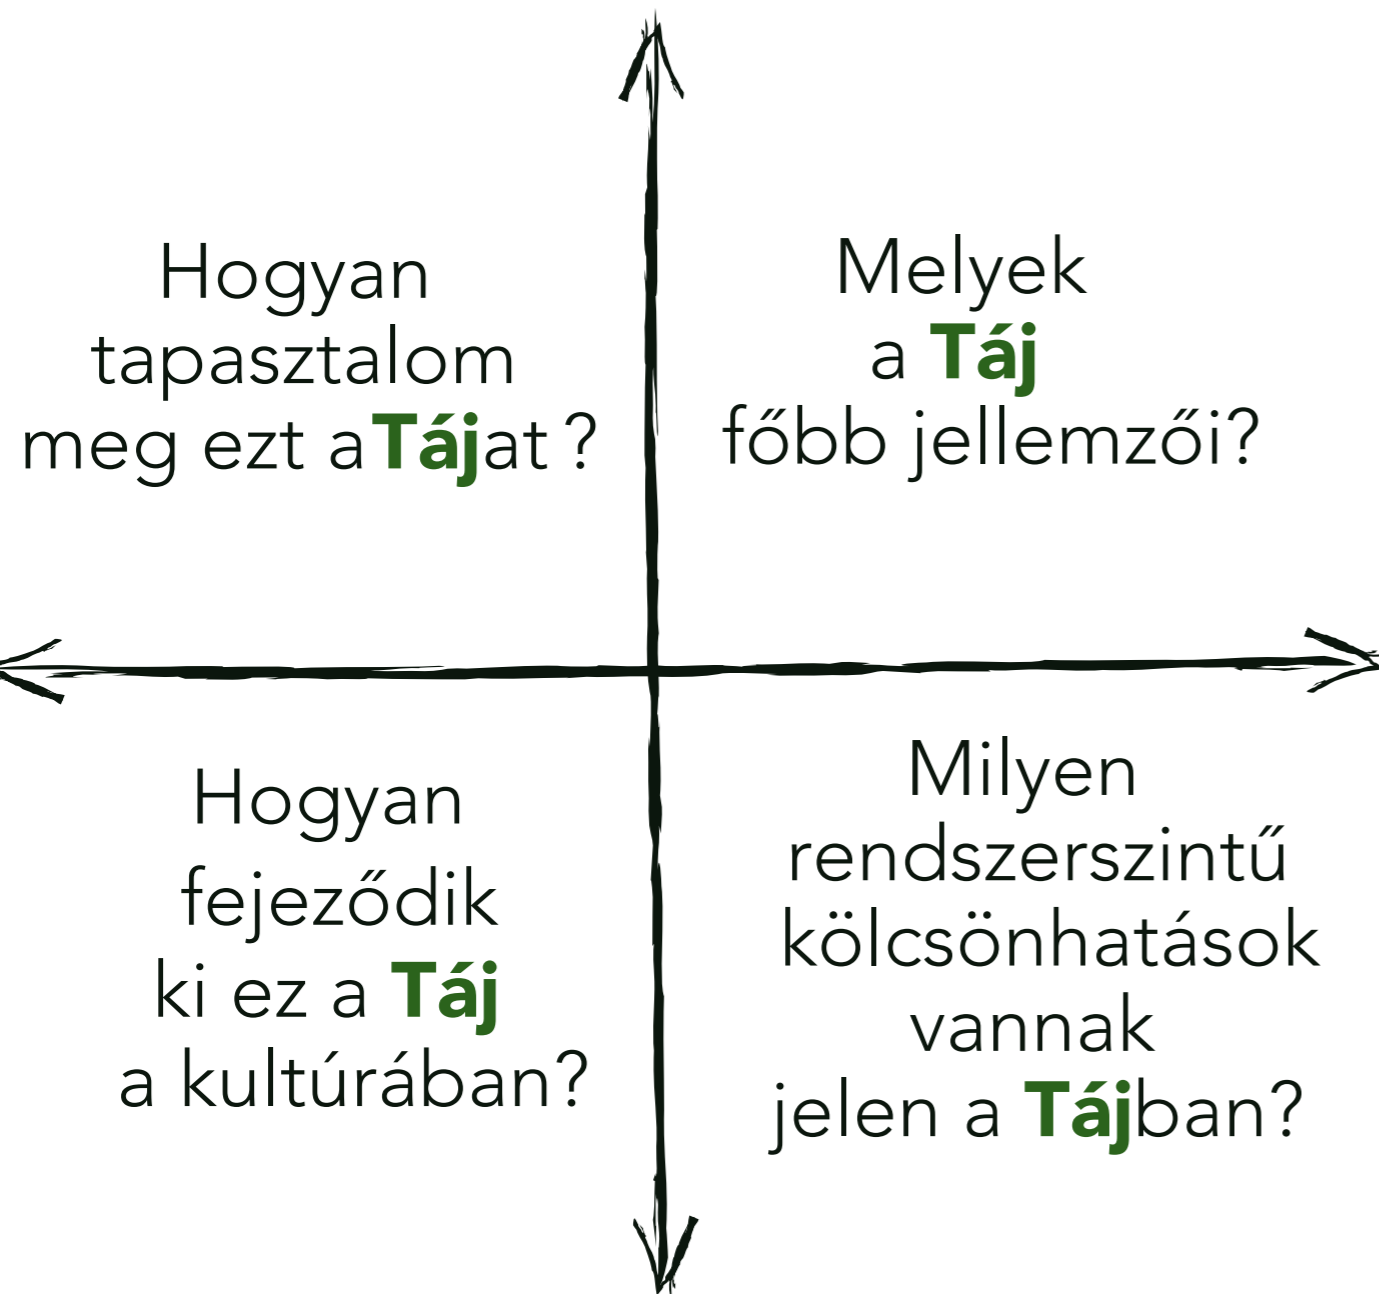 Hogyan
tapasztalom
meg ezt a Tájat ?
Melyek
a Táj
főbb jellemzői?
Hogyan
fejeződik
ki ez a Táj
a kultúrában?
Milyen
rendszerszintű
kölcsönhatások
vannak
jelen a Tájban?